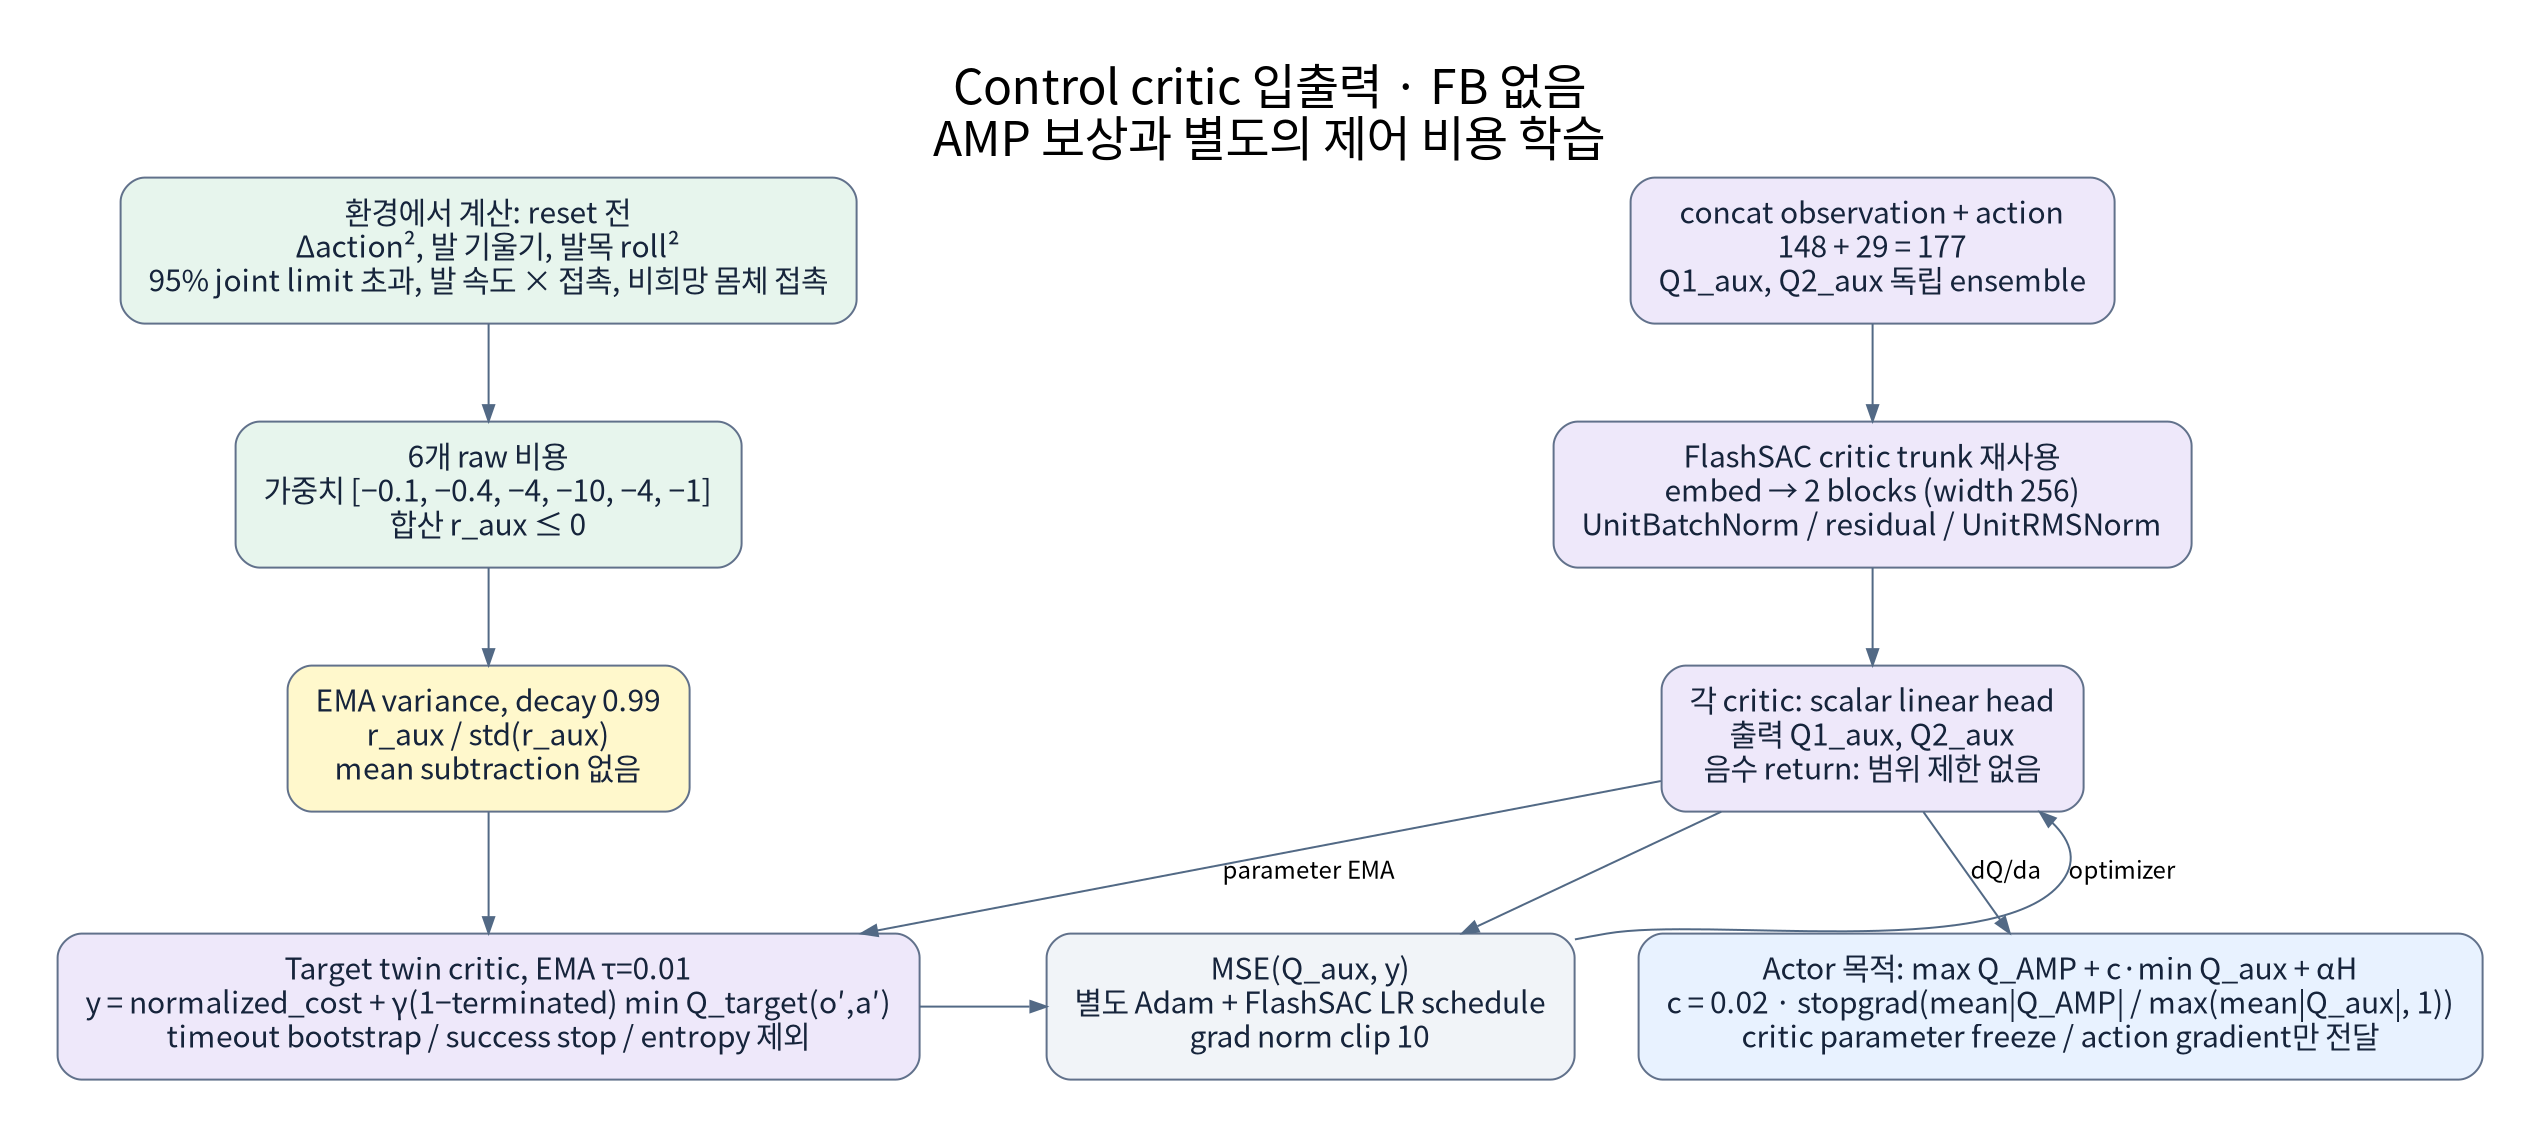 Control critic 입출력 · FB 없음
AMP 보상과 별도의 제어 비용 학습
환경에서 계산: reset 전
Δaction², 발 기울기, 발목 roll²
95% joint limit 초과, 발 속도 × 접촉, 비희망 몸체 접촉
concat observation + action
148 + 29 = 177
Q1_aux, Q2_aux 독립 ensemble
6개 raw 비용
가중치 [−0.1, −0.4, −4, −10, −4, −1]
합산 r_aux ≤ 0
FlashSAC critic trunk 재사용
embed → 2 blocks (width 256)
UnitBatchNorm / residual / UnitRMSNorm
EMA variance, decay 0.99
r_aux / std(r_aux)
mean subtraction 없음
각 critic: scalar linear head
출력 Q1_aux, Q2_aux
음수 return: 범위 제한 없음
parameter EMA
dQ/da
optimizer
Target twin critic, EMA τ=0.01
y = normalized_cost + γ(1−terminated) min Q_target(o′,a′)
timeout bootstrap / success stop / entropy 제외
MSE(Q_aux, y)
별도 Adam + FlashSAC LR schedule
grad norm clip 10
Actor 목적: max Q_AMP + c·min Q_aux + αH
c = 0.02 · stopgrad(mean|Q_AMP| / max(mean|Q_aux|, 1))
critic parameter freeze / action gradient만 전달